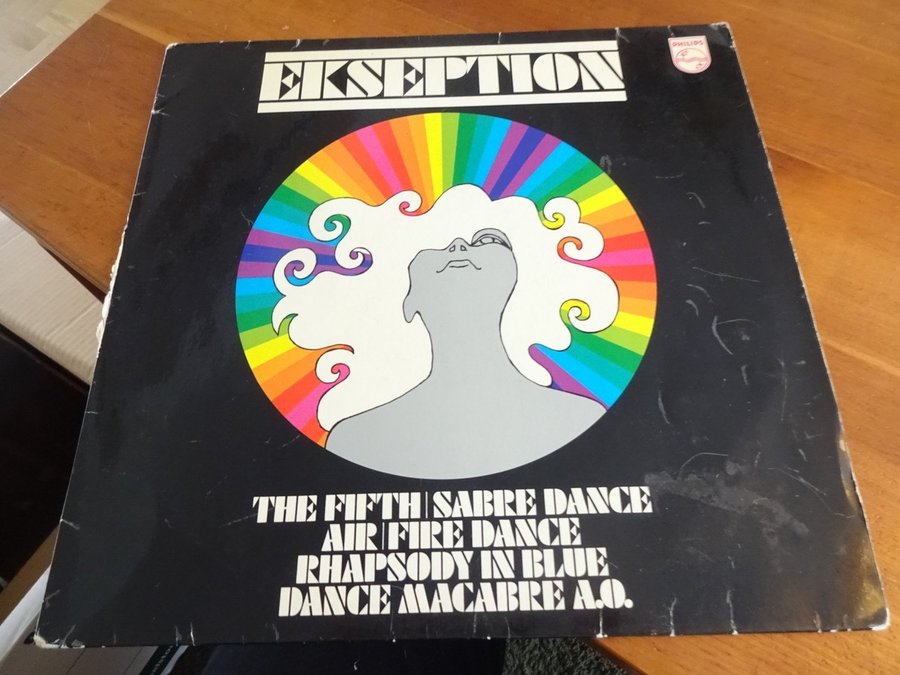 EKSEPTION
PHILIPS
THE FIFTH | SABRE DANCE
AIR | FIRE DANCE
RHAPSODY IN BLUE
DANCE MACABRE A.O.